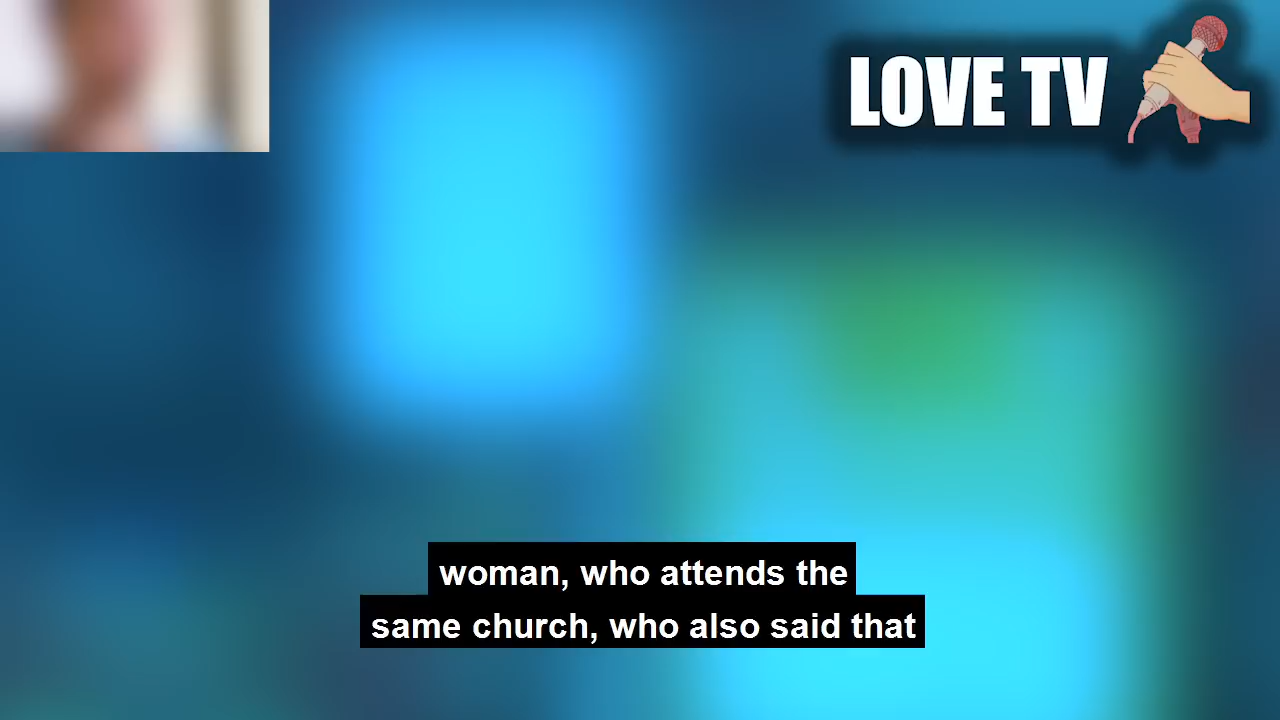 LOVE TV
woman, who attends the
same church, who also said that